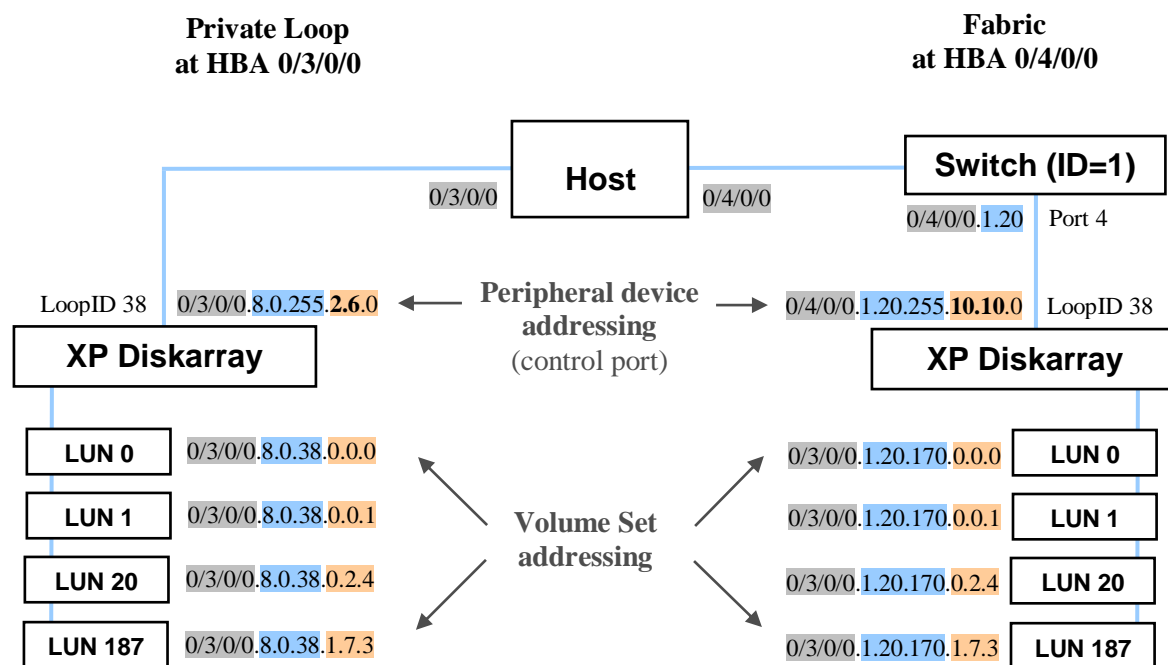 Private Loop
at HBA 0/3/0/0
Fabric
at HBA 0/4/0/0
Host
Switch (ID=1)
0/3/0/0
0/4/0/0
0/4/0/0.1.20
Port 4
LoopID 38
0/3/0/0.8.0.255.2.6.0
Peripheral device
addressing
(control port)
0/4/0/0.1.20.255.10.10.0
LoopID 38
XP Diskarray
XP Diskarray
LUN 0
0/3/0/0.8.0.38.0.0.0
0/3/0/0.1.20.170.0.0.0
LUN 0
LUN 1
0/3/0/0.8.0.38.0.0.1
Volume Set
addressing
0/3/0/0.1.20.170.0.0.1
LUN 1
LUN 20
0/3/0/0.8.0.38.0.2.4
0/3/0/0.1.20.170.0.2.4
LUN 20
LUN 187
0/3/0/0.8.0.38.1.7.3
0/3/0/0.1.20.170.1.7.3
LUN 187